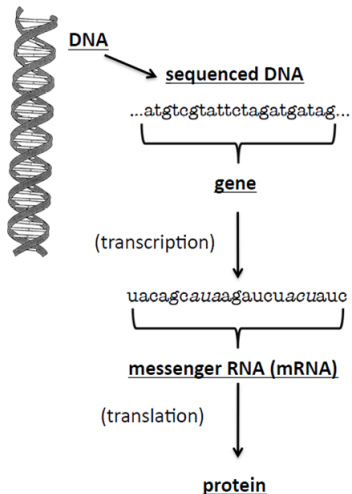 DNA
sequenced DNA
...atgtcgtattctagatgatag...
gene
(transcription)
uacagcauaagaucuacuauc
messenger RNA (mRNA)
(translation)
protein